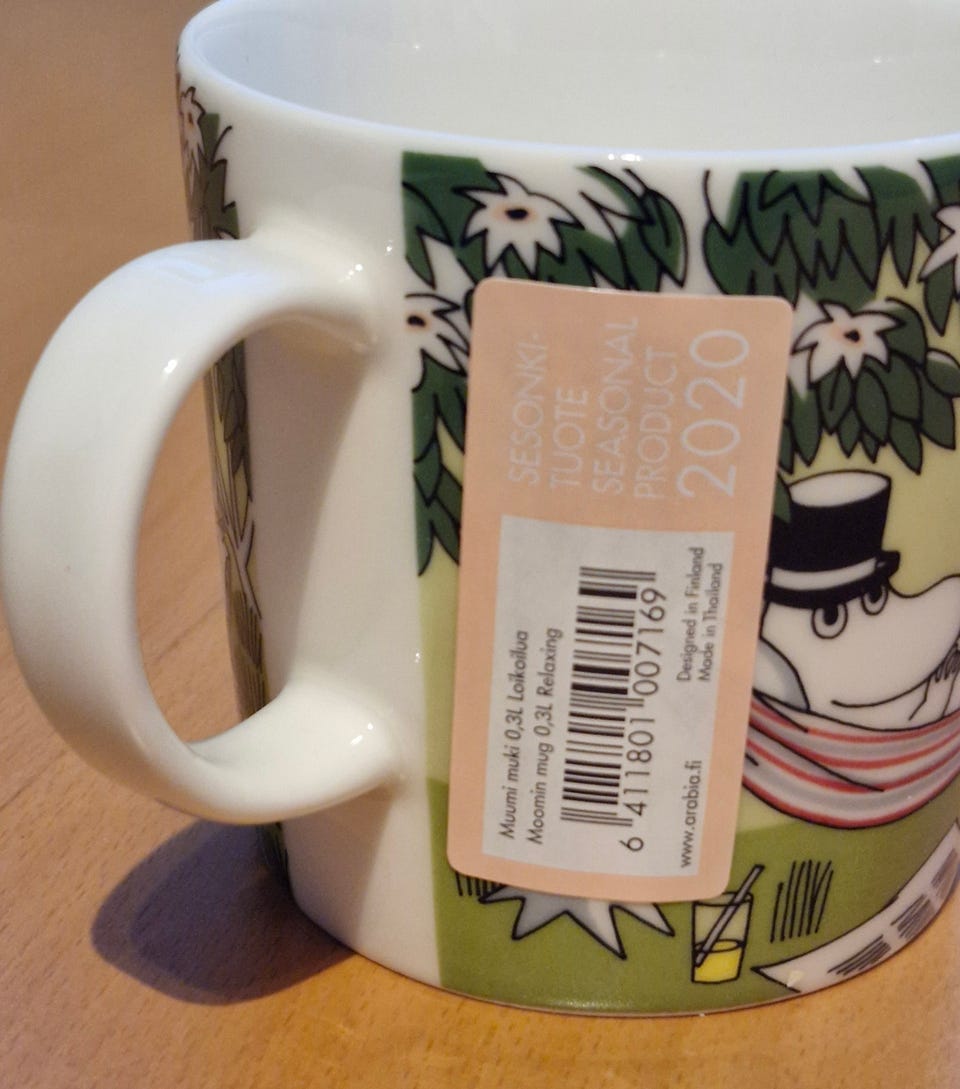 SESONKI-
TUOTE
SEASONAL
PRODUCT
2020
Muumi muki 0,3L Loikoilua
Moomin mug 0,3L Relaxing
6 411801 007169
www.arabia.fi
Designed in Finland
Made in Thailand